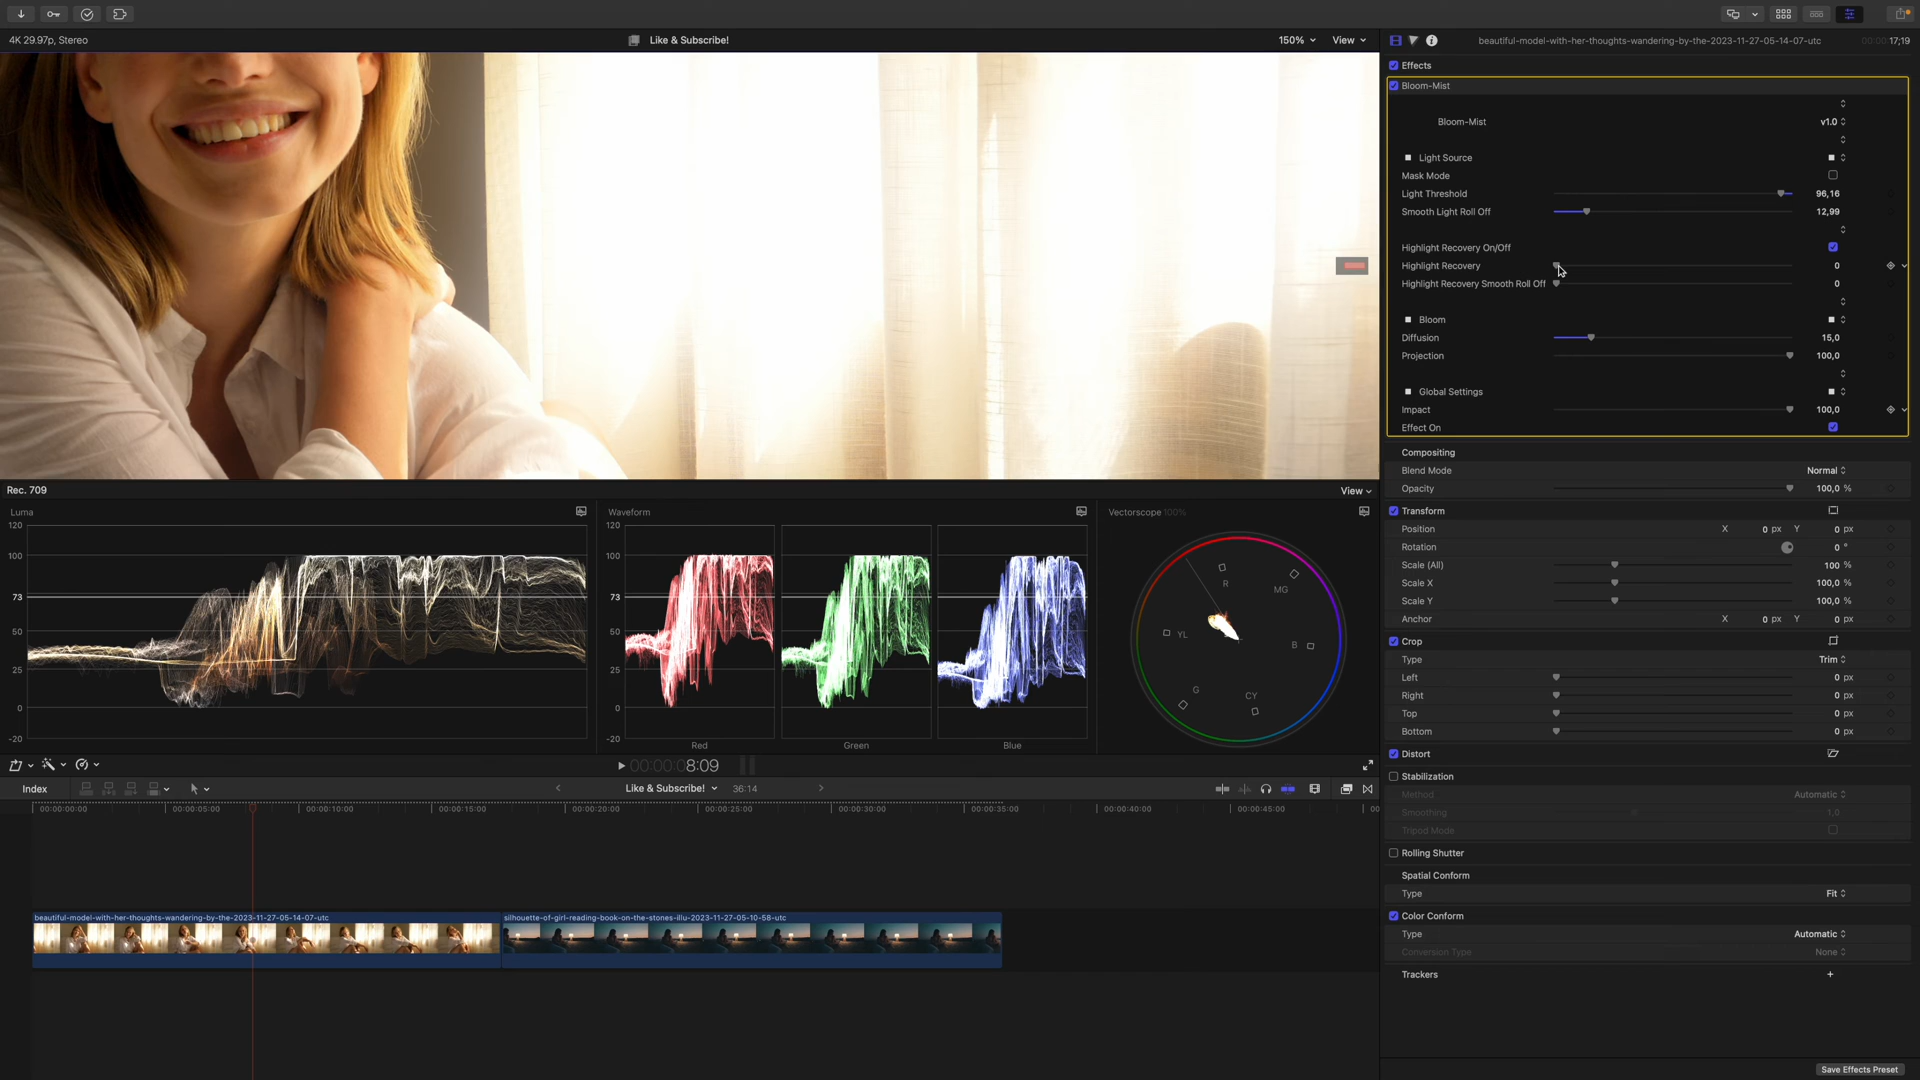 4K 29.97p, Stereo
Like & Subscribe!
150%
View
beautiful-model-with-her-thoughts-wandering-by-the-2023-11-27-05-14-07-utc
00:00:17;19
Effects
Bloom-Mist
Bloom-Mist
v1.0
Light Source
Mask Mode
Light Threshold
96,16
Smooth Light Roll Off
12,99
Highlight Recovery On/Off
Highlight Recovery
0
Highlight Recovery Smooth Roll Off
0
Bloom
Diffusion
15,0
Projection
100,0
Global Settings
Impact
100,0
Effect On
Compositing
Blend Mode
Normal
Opacity
100,0 %
Transform
Position
X 0 px Y 0 px
Rotation
0 °
Scale (All)
100 %
Scale X
100,0 %
Scale Y
100,0 %
Anchor
X 0 px Y 0 px
Crop
Type
Trim
Left
0 px
Right
0 px
Top
0 px
Bottom
0 px
Distort
Stabilization
Method
Automatic
Smoothing
1,0
Tripod Mode
Rolling Shutter
Spatial Conform
Type
Fit
Color Conform
Type
Automatic
Conversion Type
None
Trackers
+
Save Effects Preset
Rec. 709
View
Luma
120
100
73
50
25
0
-20
Waveform
120
100
73
50
25
0
-20
Red
Green
Blue
Vectorscope 100%
R
MG
B
CY
G
YL
00:00:008:09
Index
Like & Subscribe!
36:14
00:00:00:00
00:00:05:00
00:00:10:00
00:00:15:00
00:00:20:00
00:00:25:00
00:00:30:00
00:00:35:00
00:00:40:00
00:00:45:00
beautiful-model-with-her-thoughts-wandering-by-the-2023-11-27-05-14-07-utc
silhouette-of-girl-reading-book-on-the-stones-illu-2023-11-27-05-10-58-utc